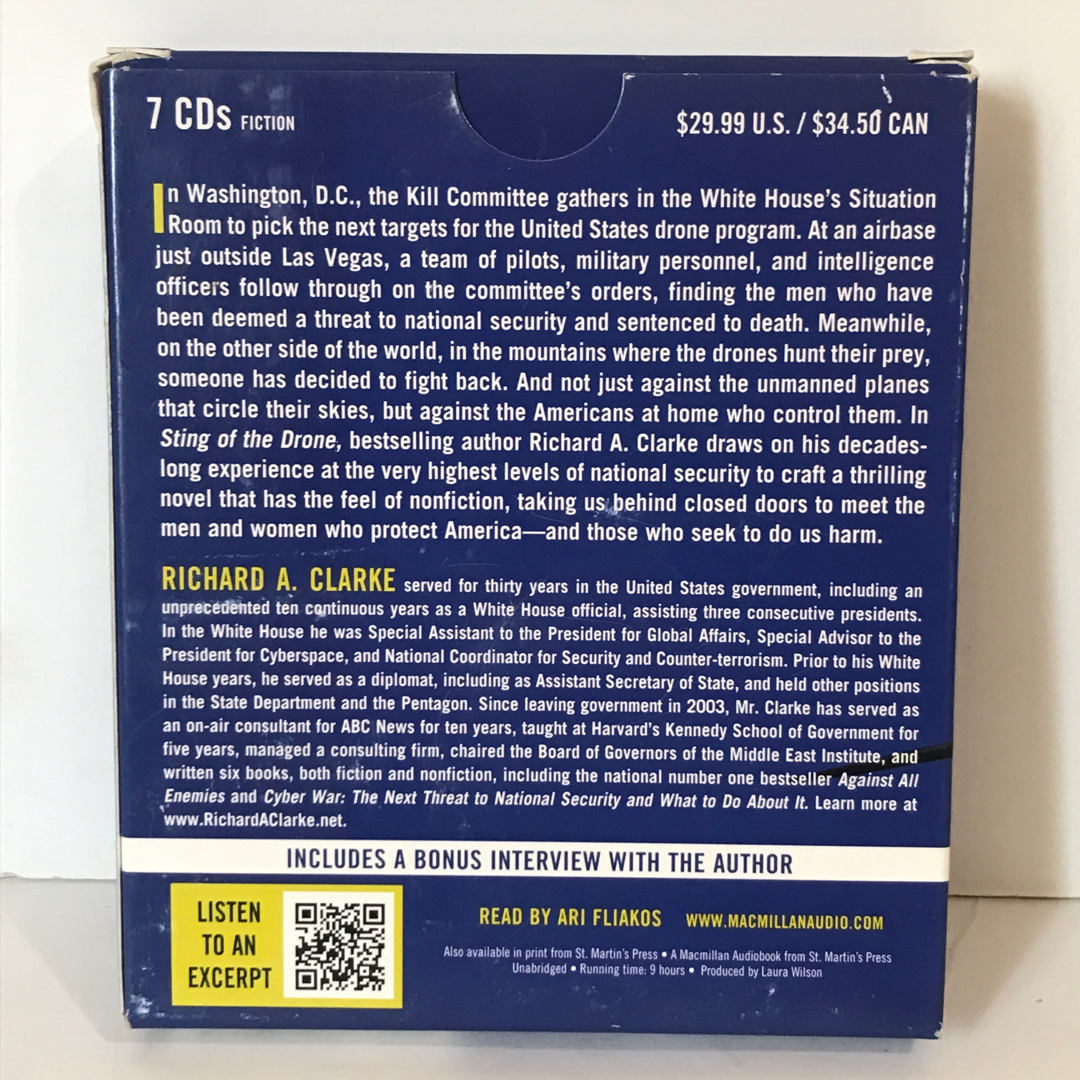 7 CDs FICTION
$29.99 U.S. / $34.50 CAN
In Washington, D.C., the Kill Committee gathers in the White House's Situation
Room to pick the next targets for the United States drone program. At an airbase
just outside Las Vegas, a team of pilots, military personnel, and intelligence
officers follow through on the committee's orders, finding the men who have
been deemed a threat to national security and sentenced to death. Meanwhile,
on the other side of the world, in the mountains where the drones hunt their prey,
someone has decided to fight back. And not just against the unmanned planes
that circle their skies, but against the Americans at home who control them. In
Sting of the Drone, bestselling author Richard A. Clarke draws on his decades-
long experience at the very highest levels of national security to craft a thrilling
novel that has the feel of nonfiction, taking us behind closed doors to meet the
men and women who protect America—and those who seek to do us harm.
RICHARD A. CLARKE served for thirty years in the United States government, including an
unprecedented ten continuous years as a White House official, assisting three consecutive presidents.
In the White House he was Special Assistant to the President for Global Affairs, Special Advisor to the
President for Cyberspace, and National Coordinator for Security and Counter-terrorism. Prior to his White
House years, he served as a diplomat, including as Assistant Secretary of State, and held other positions
in the State Department and the Pentagon. Since leaving government in 2003, Mr. Clarke has served as
an on-air consultant for ABC News for ten years, taught at Harvard's Kennedy School of Government for
five years, managed a consulting firm, chaired the Board of Governors of the Middle East Institute, and
written six books, both fiction and nonfiction, including the national number one bestseller Against All
Enemies and Cyber War: The Next Threat to National Security and What to Do About It. Learn more at
www.RichardAClarke.net.
INCLUDES A BONUS INTERVIEW WITH THE AUTHOR
LISTEN
TO AN
EXCERPT
READ BY ARI FLIAKOS WWW.MACMILLANAUDIO.COM
Also available in print from St. Martin's Press • A Macmillan Audiobook from St. Martin's Press
Unabridged • Running time: 9 hours • Produced by Laura Wilson